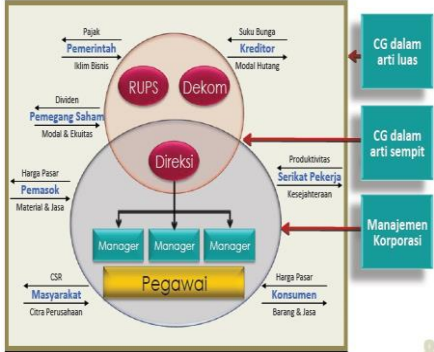 Pajak
Pemerintah
Iklim Bisnis
Suku Bunga
Kreditor
Modal Hutang
CG dalam
arti luas
RUPS
Dekom
Dividen
Pemegang Saham
Modal & Ekuitas
CG dalam
arti sempit
Direksi
Harga Pasar
Pemasok
Material & Jasa
Produktivitas
Serikat Pekerja
Kesejahteraan
Manajemen
Korporasi
Manager
Manager
Manager
Pegawai
CSR
Masyarakat
Citra Perusahaan
Harga Pasar
Konsumen
Barang & Jasa